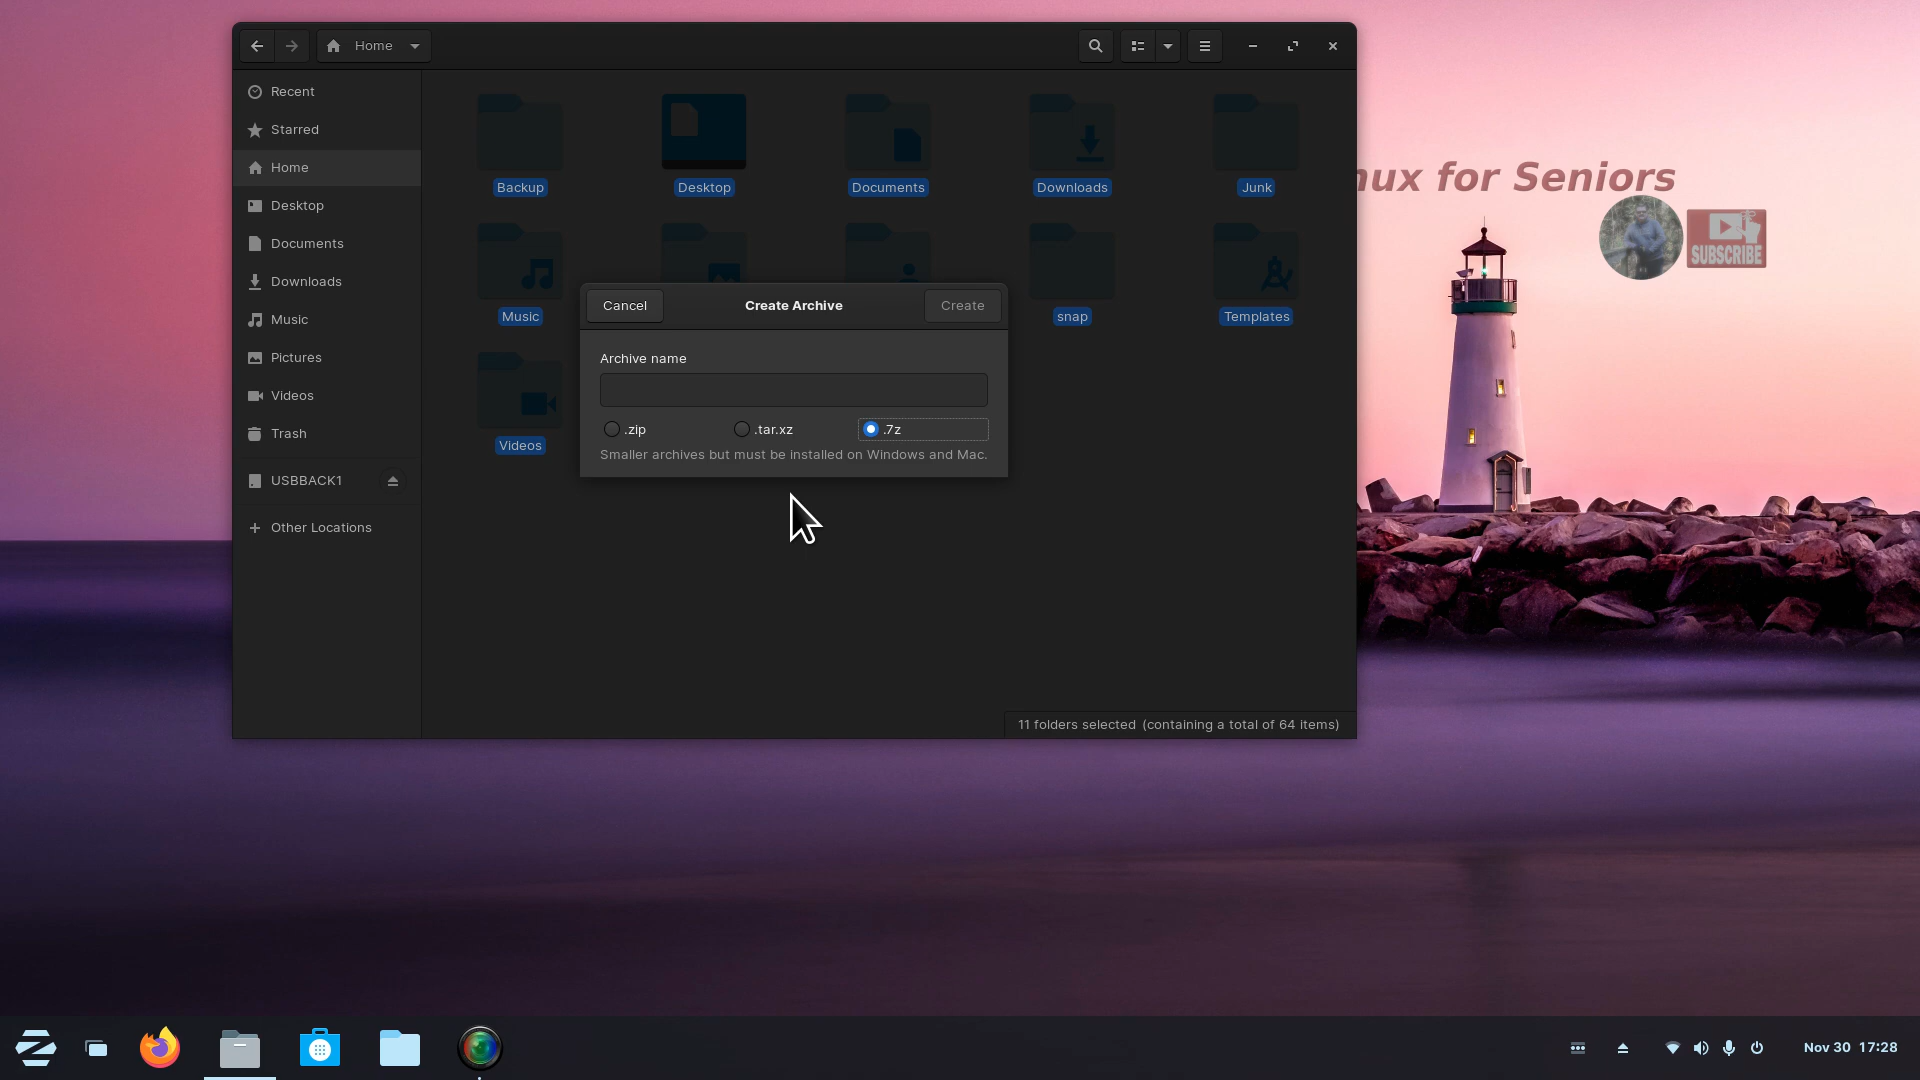 Home
Recent
Starred
Home
Desktop
Documents
Downloads
Music
Pictures
Videos
Trash
USBBACK1
Other Locations
Backup
Desktop
Documents
Downloads
Junk
Music
snap
Templates
Videos
Cancel
Create Archive
Create
Archive name
.zip
.tar.xz
.7z
Smaller archives but must be installed on Windows and Mac.
11 folders selected (containing a total of 64 items)
for Seniors
SUBSCRIBE
Nov 30 17:28